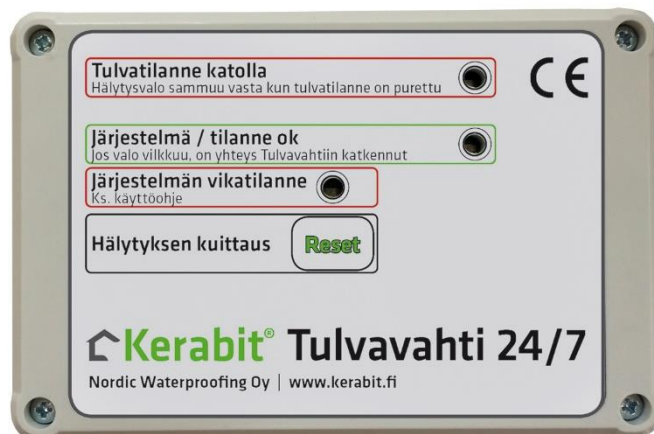 Tulvatilanne katolla
Hälytysvalo sammuu vasta kun tulvatilanne on purettu
CE
Järjestelmä / tilanne ok
Jos valo vilkkuu, on yhteys Tulvavahtiin katkennut
Järjestelmän vikatilanne
Ks. käyttöohje
Hälytyksen kuittaus
Reset
Kerabit® Tulvavahti 24/7
Nordic Waterproofing Oy | www.kerabit.fi